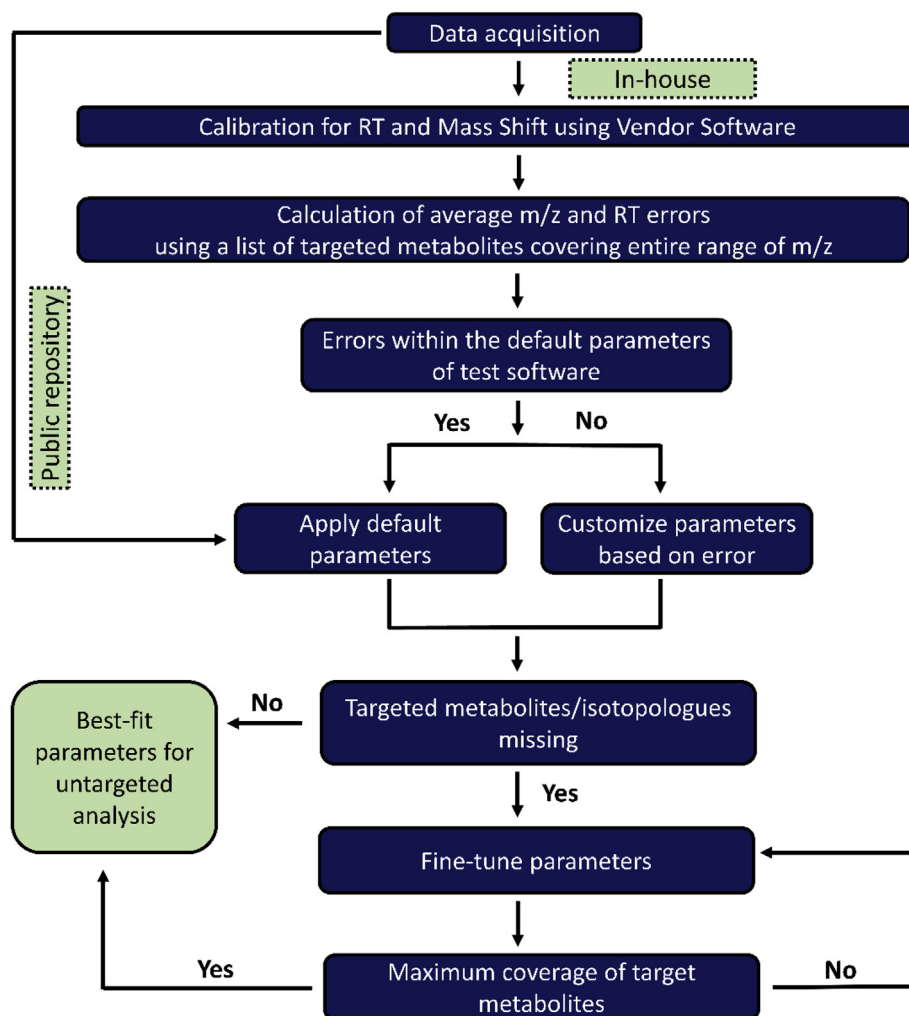 Data acquisition
In-house
Calibration for RT and Mass Shift using Vendor Software
Calculation of average m/z and RT errors
using a list of targeted metabolites covering entire range of m/z
Public repository
Errors within the default parameters
of test software
Yes
No
Apply default
parameters
Customize parameters
based on error
Targeted metabolites/isotopologues
missing
No
Best-fit
parameters for
untargeted
analysis
Yes
Fine-tune parameters
Maximum coverage of target
metabolites
Yes
No